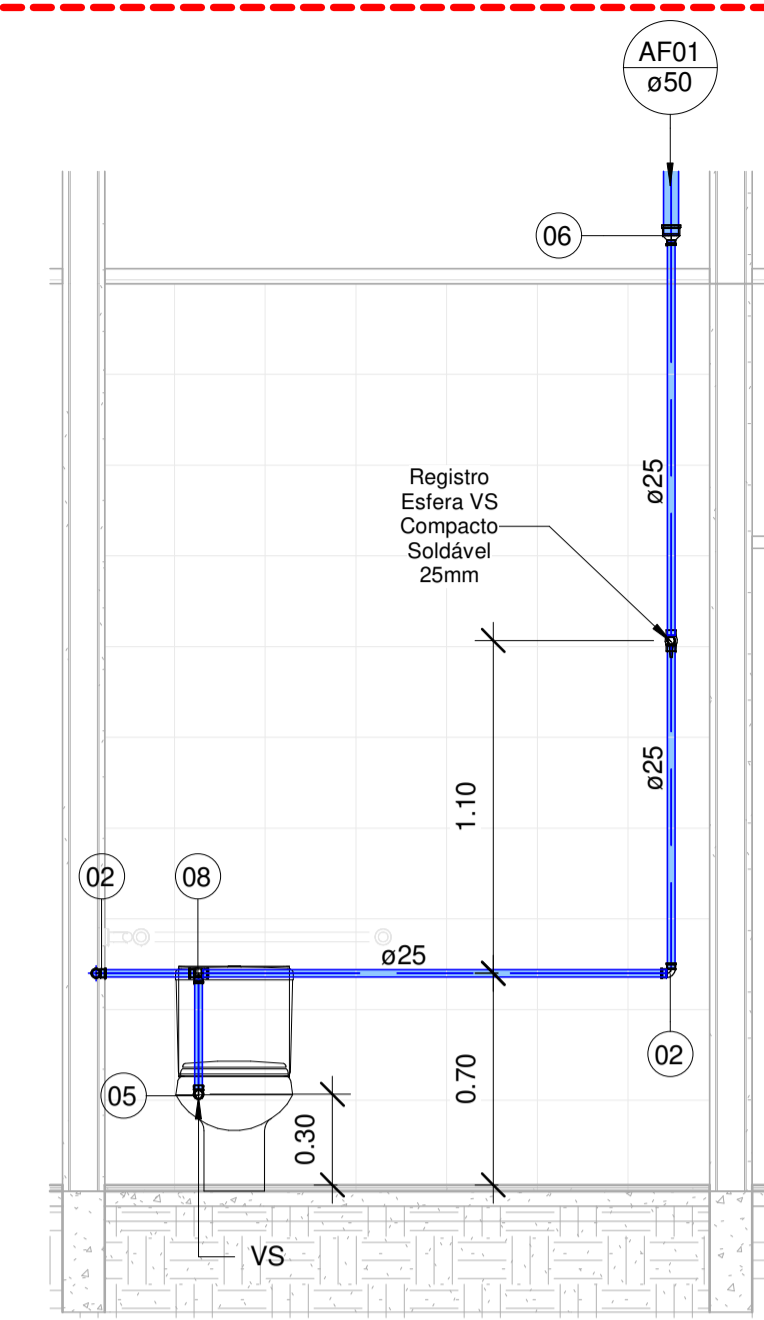 AF01
ø50
06
Registro
Esfera VS
Compacto
Soldável
25mm
ø25
ø25
1.10
02
08
ø25
02
05
0.70
0.30
VS